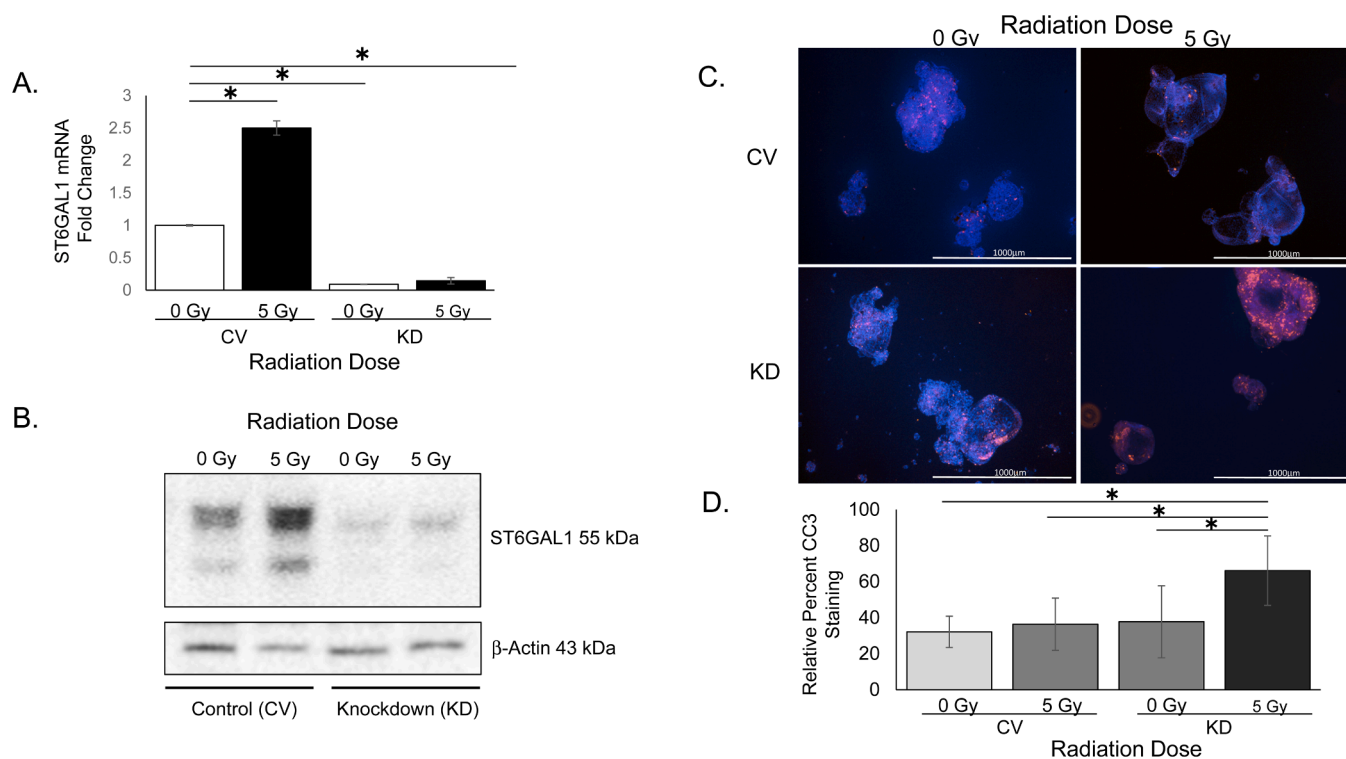 A.
*
*
*
ST6GAL1 mRNA
Fold Change
3
2.5
2
1.5
1
0.5
0
0 Gy
5 Gy
0 Gy
5 Gy
CV
KD
Radiation Dose
B.
Radiation Dose
0 Gy
5 Gy
0 Gy
5 Gy
ST6GAL1 55 kDa
β-Actin 43 kDa
Control (CV)
Knockdown (KD)
C.
Radiation Dose
0 Gy
5 Gy
CV
1000µm
1000µm
KD
1000µm
1000µm
D.
*
*
*
Relative Percent CC3
Staining
100
80
60
40
20
0
0 Gy
5 Gy
0 Gy
5 Gy
CV
KD
Radiation Dose